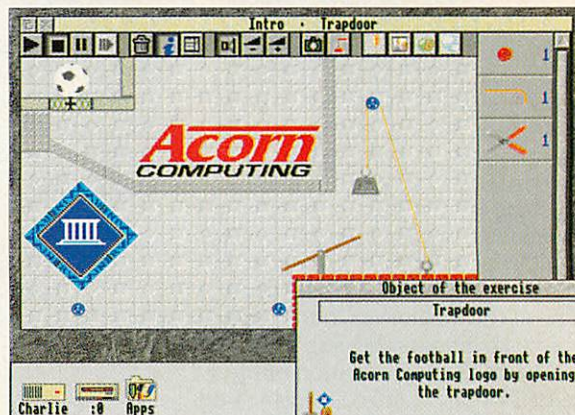 Intro · Trapdoor
1
1
1
Acorn
COMPUTING
Object of the exercise
Trapdoor
Get the football in front of the
Acorn Computing logo by opening
the trapdoor.
Charlie :0 Apps